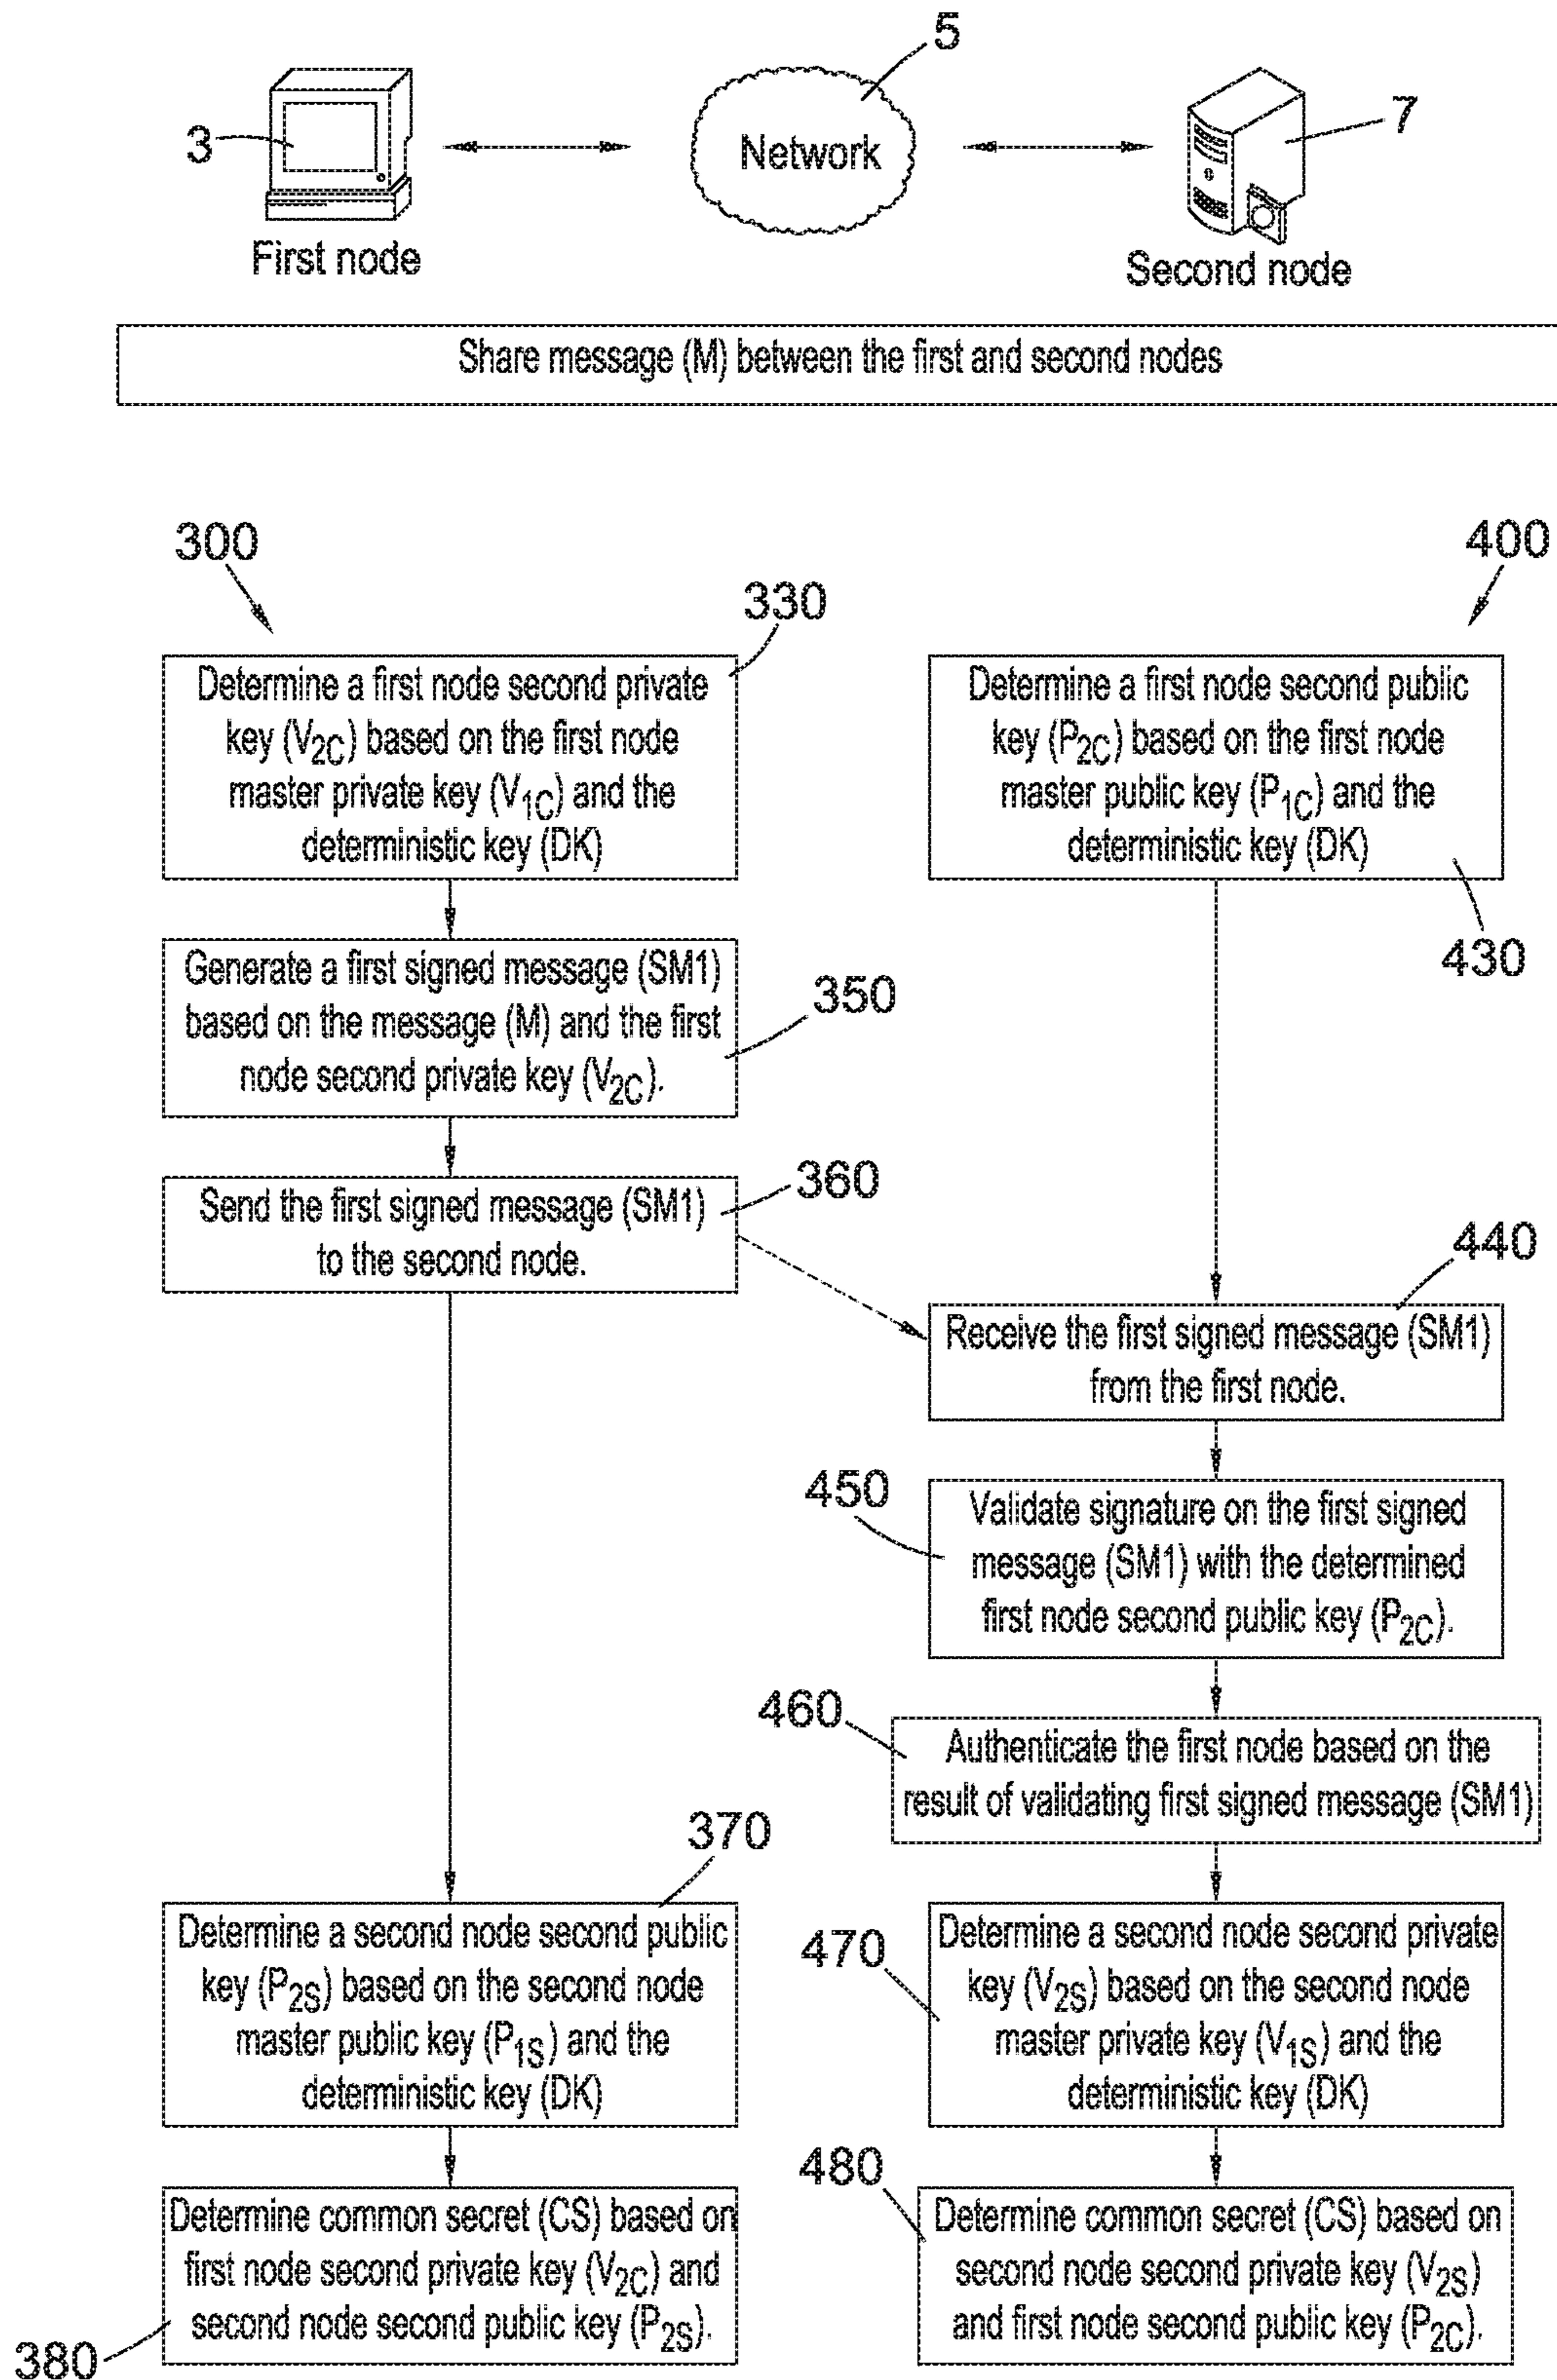 5
3
Network
7
First node
Second node
Share message (M) between the first and second nodes
300
400
330
Determine a first node second private
key (V2C) based on the first node
master private key (V1C) and the
deterministic key (DK)
Determine a first node second public
key (P2C) based on the first node
master public key (P1C) and the
deterministic key (DK)
430
Generate a first signed message (SM1)
based on the message (M) and the first
node second private key (V2C).
350
Send the first signed message (SM1)
to the second node.
360
440
Receive the first signed message (SM1)
from the first node.
450
Validate signature on the first signed
message (SM1) with the determined
first node second public key (P2C).
460
Authenticate the first node based on the
result of validating first signed message (SM1)
370
Determine a second node second public
key (P2S) based on the second node
master public key (P1S) and the
deterministic key (DK)
470
Determine a second node second private
key (V2S) based on the second node
master private key (V1S) and the
deterministic key (DK)
Determine common secret (CS) based on
first node second private key (V2C) and
second node second public key (P2S).
380
480
Determine common secret (CS) based on
second node second private key (V2S)
and first node second public key (P2C).